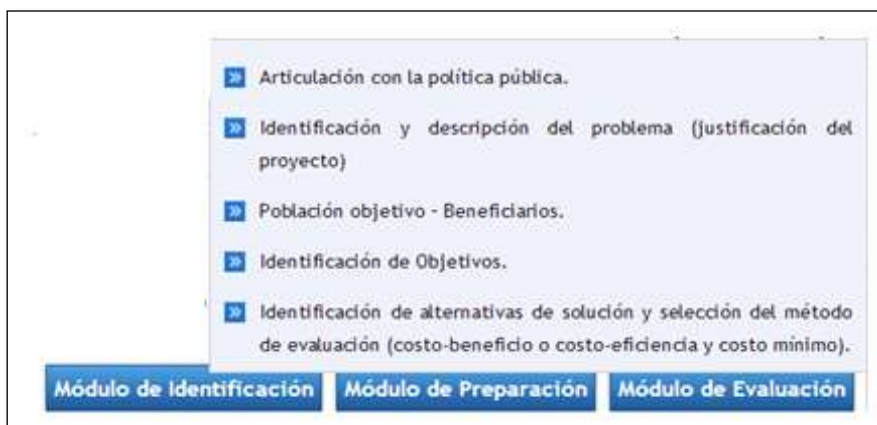 Articulación con la política pública.
Identificación y descripción del problema (justificación del
proyecto)
Población objetivo - Beneficiarios.
Identificación de Objetivos.
Identificación de alternativas de solución y selección del método
de evaluación (costo-beneficio o costo-eficiencia y costo mínimo).
Módulo de Identificación Módulo de Preparación Módulo de Evaluación